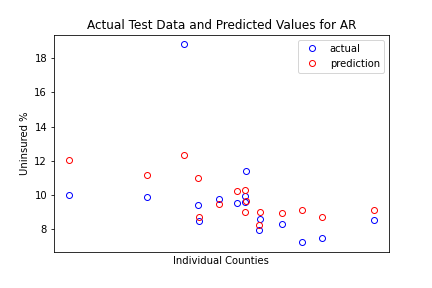 Actual Test Data and Predicted Values for AR
actual
prediction
18
16
14
12
10
8
Uninsured %
Individual Counties